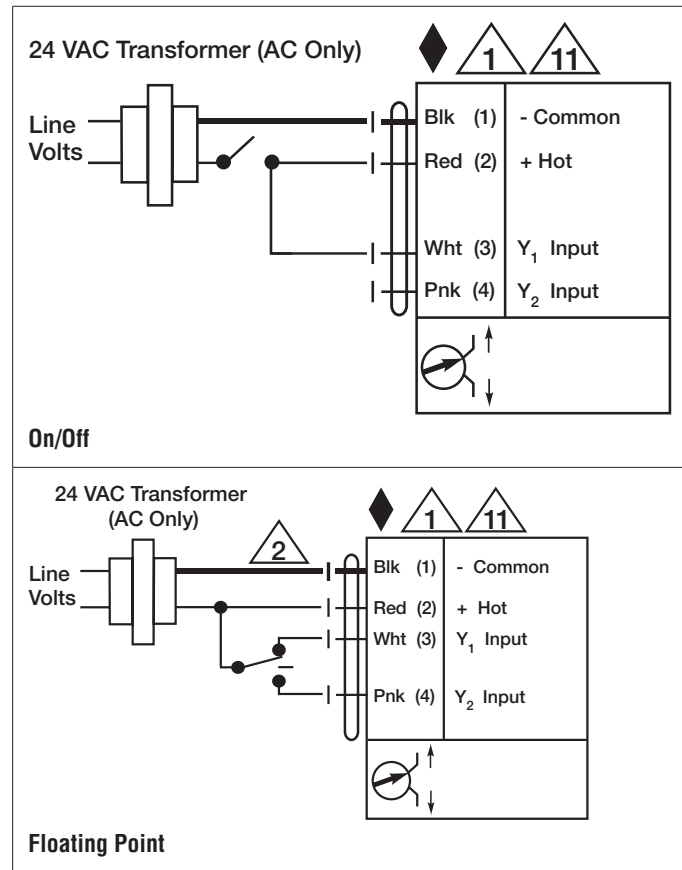 24 VAC Transformer (AC Only)
1
11
Line
Volts
Blk (1) - Common
Red (2) + Hot
Wht (3) Y1 Input
Pnk (4) Y2 Input
On/Off
24 VAC Transformer
(AC Only)
2
1
11
Line
Volts
Blk (1) - Common
Red (2) + Hot
Wht (3) Y1 Input
Pnk (4) Y2 Input
Floating Point